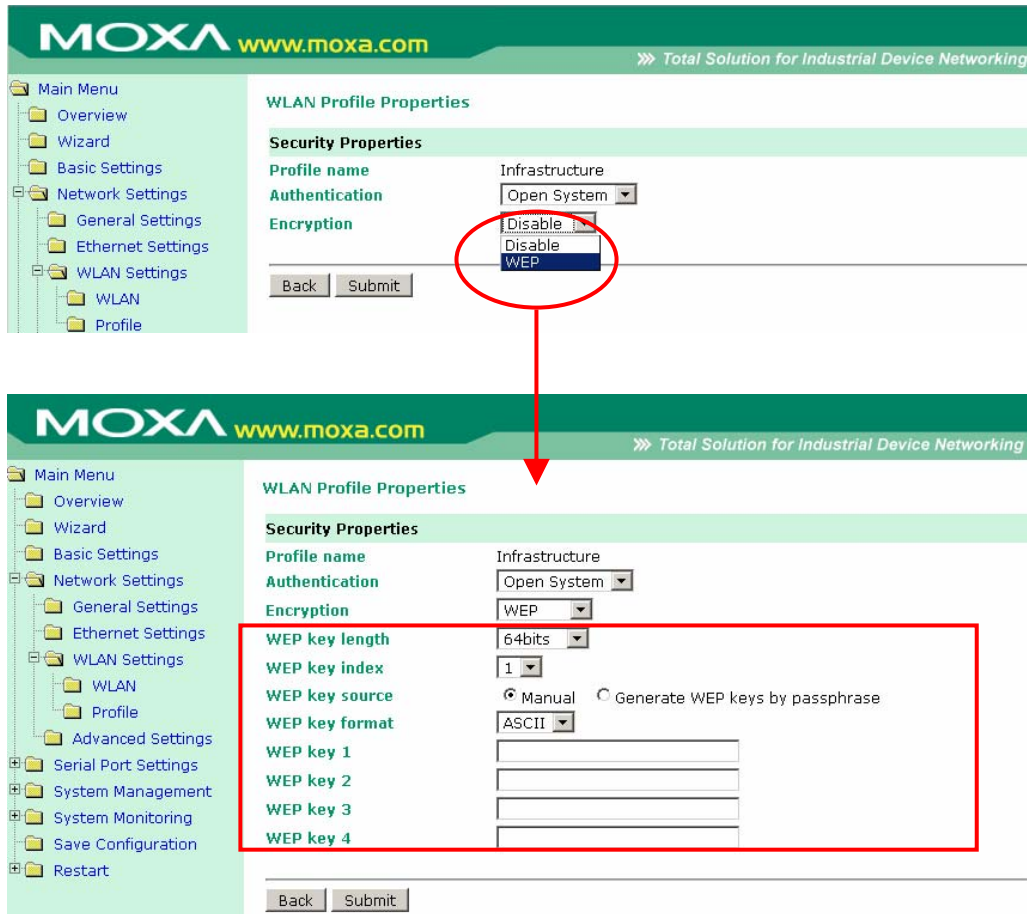 MOXA www.moxa.com
Total Solution for Industrial Device Networking
Main Menu
Overview
Wizard
Basic Settings
Network Settings
General Settings
Ethernet Settings
WLAN Settings
WLAN
Profile
WLAN Profile Properties
Security Properties
Profile name Infrastructure
Authentication Open System
Encryption Disable
Disable
WEP
Back Submit
MOXA www.moxa.com
Total Solution for Industrial Device Networking
Main Menu
Overview
Wizard
Basic Settings
Network Settings
General Settings
Ethernet Settings
WLAN Settings
WLAN
Profile
Advanced Settings
Serial Port Settings
System Management
System Monitoring
Save Configuration
Restart
WLAN Profile Properties
Security Properties
Profile name Infrastructure
Authentication Open System
Encryption WEP
WEP key length 64bits
WEP key index 1
WEP key source Manual Generate WEP keys by passphrase
WEP key format ASCII
WEP key 1
WEP key 2
WEP key 3
WEP key 4
Back Submit